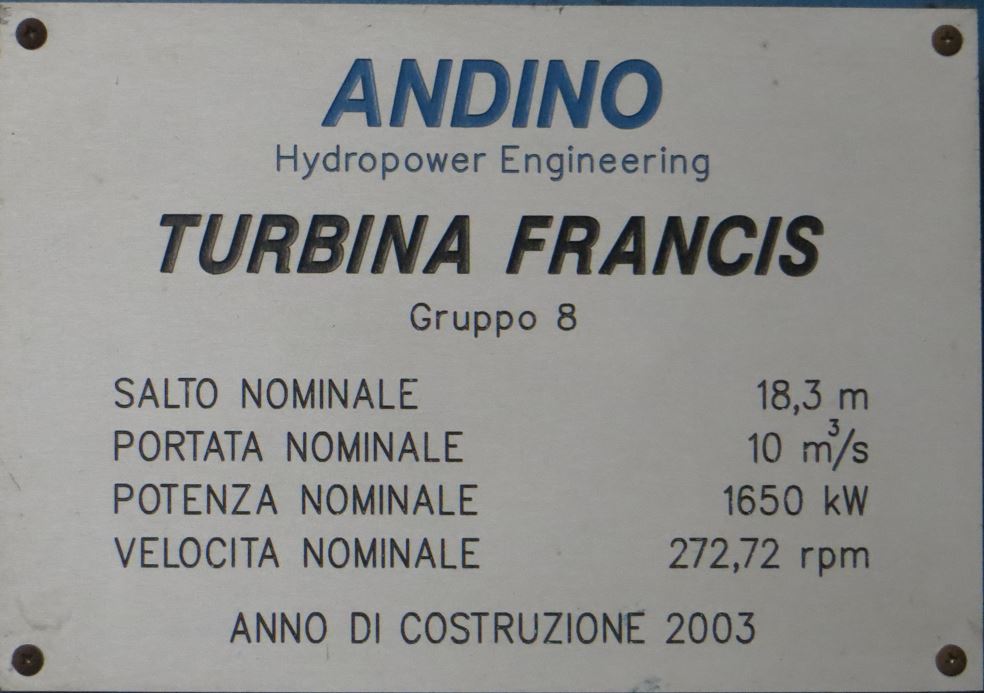 ANDINO
Hydropower Engineering
TURBINA FRANCIS
Gruppo 8
SALTO NOMINALE 18,3 m
PORTATA NOMINALE 10 m³/s
POTENZA NOMINALE 1650 kW
VELOCITA NOMINALE 272,72 rpm
ANNO DI COSTRUZIONE 2003